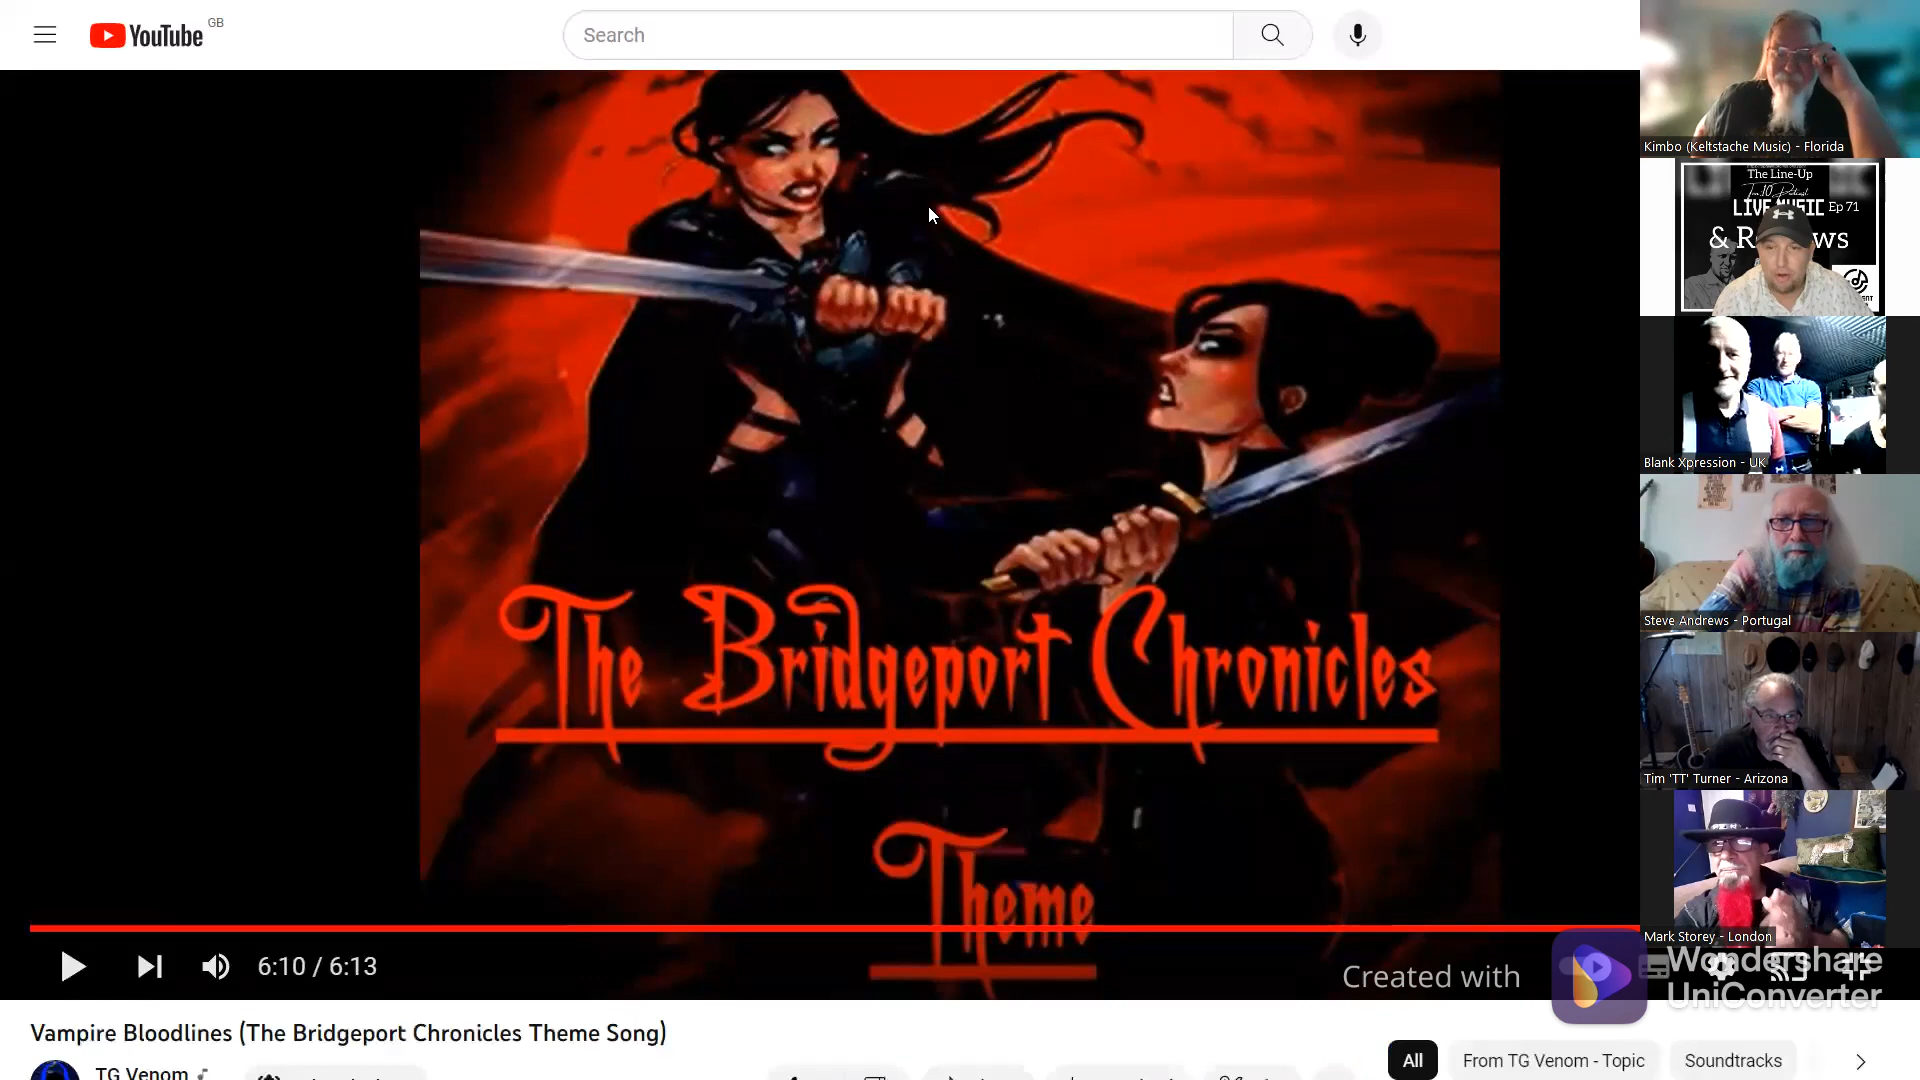 YouTube GB
Search
The Bridgeport Chronicles
Theme
6:10 / 6:13
Created with
Wondershare
UniConverter
Vampire Bloodlines (The Bridgeport Chronicles Theme Song)
TG Venom
All
From TG Venom - Topic
Soundtracks
Kimbo (Keltstache Music) - Florida
The Line-Up
LIVE MUSIC Ep 71
Blank Xpression - UK
Steve Andrews - Portugal
Tim 'TT' Turner - Arizona
Mark Storey - London